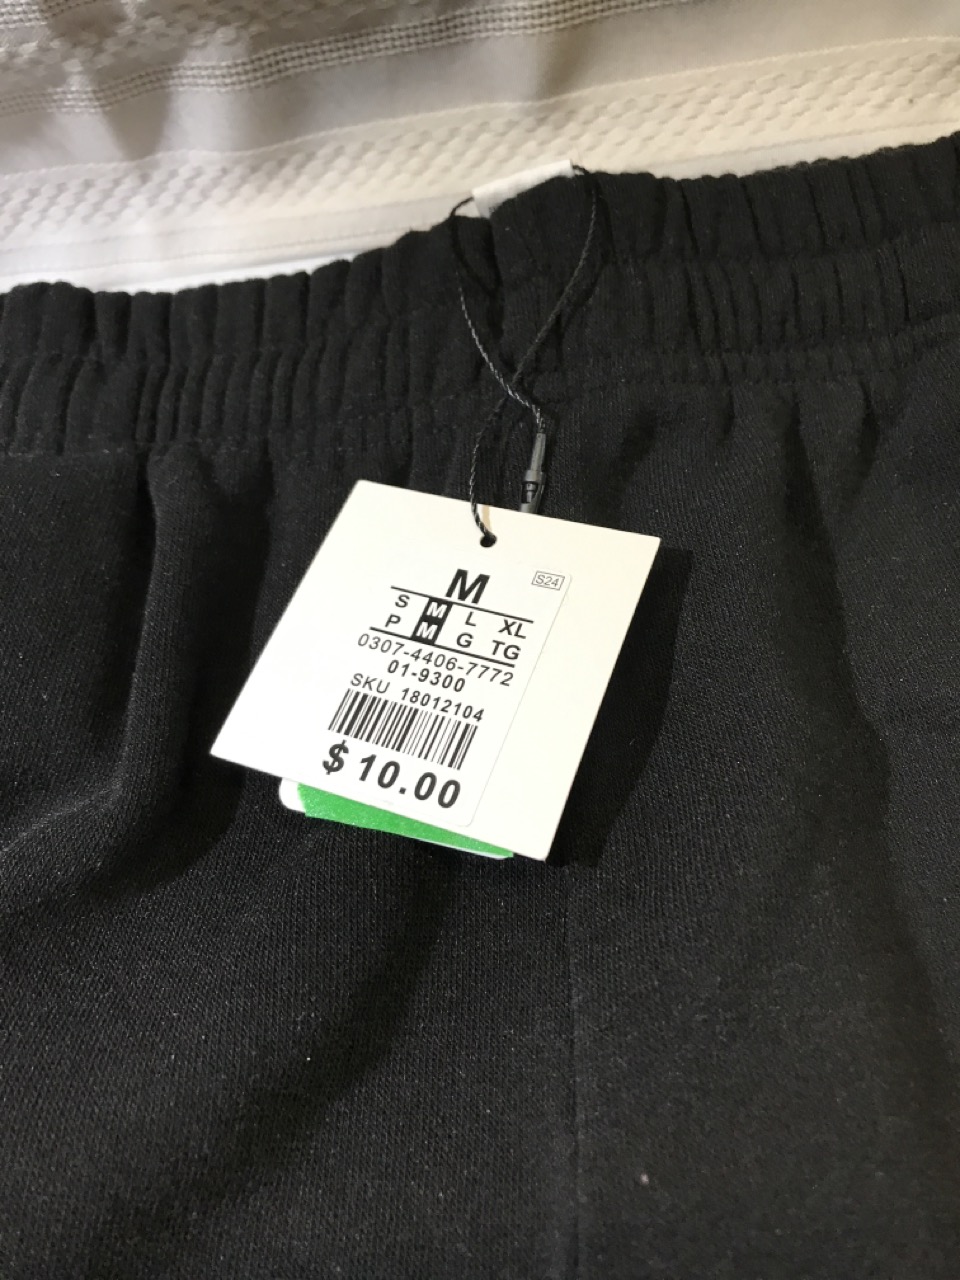 M
S24
S M L XL
P M G TG
0307-4406-7772
01-9300
SKU 18012104
$ 10.00